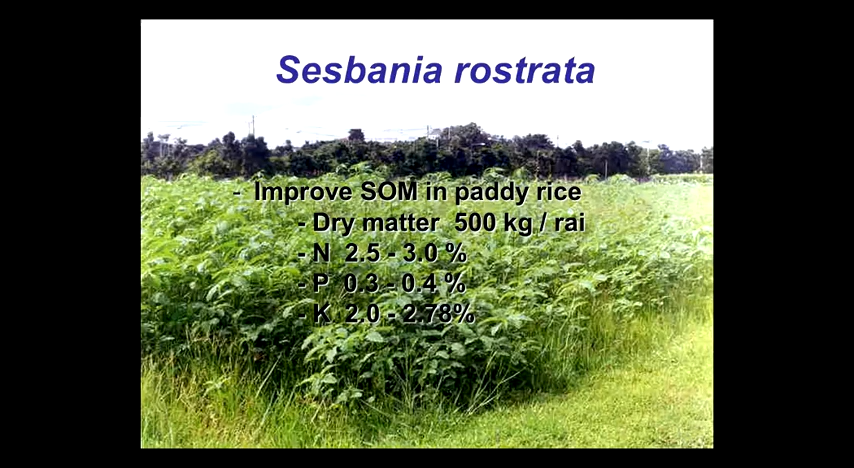 Sesbania rostrata
- Improve SOM in paddy rice
- Dry matter 500 kg / rai
- N 2.5 - 3.0 %
- P 0.3 - 0.4 %
- K 2.0 - 2.78%